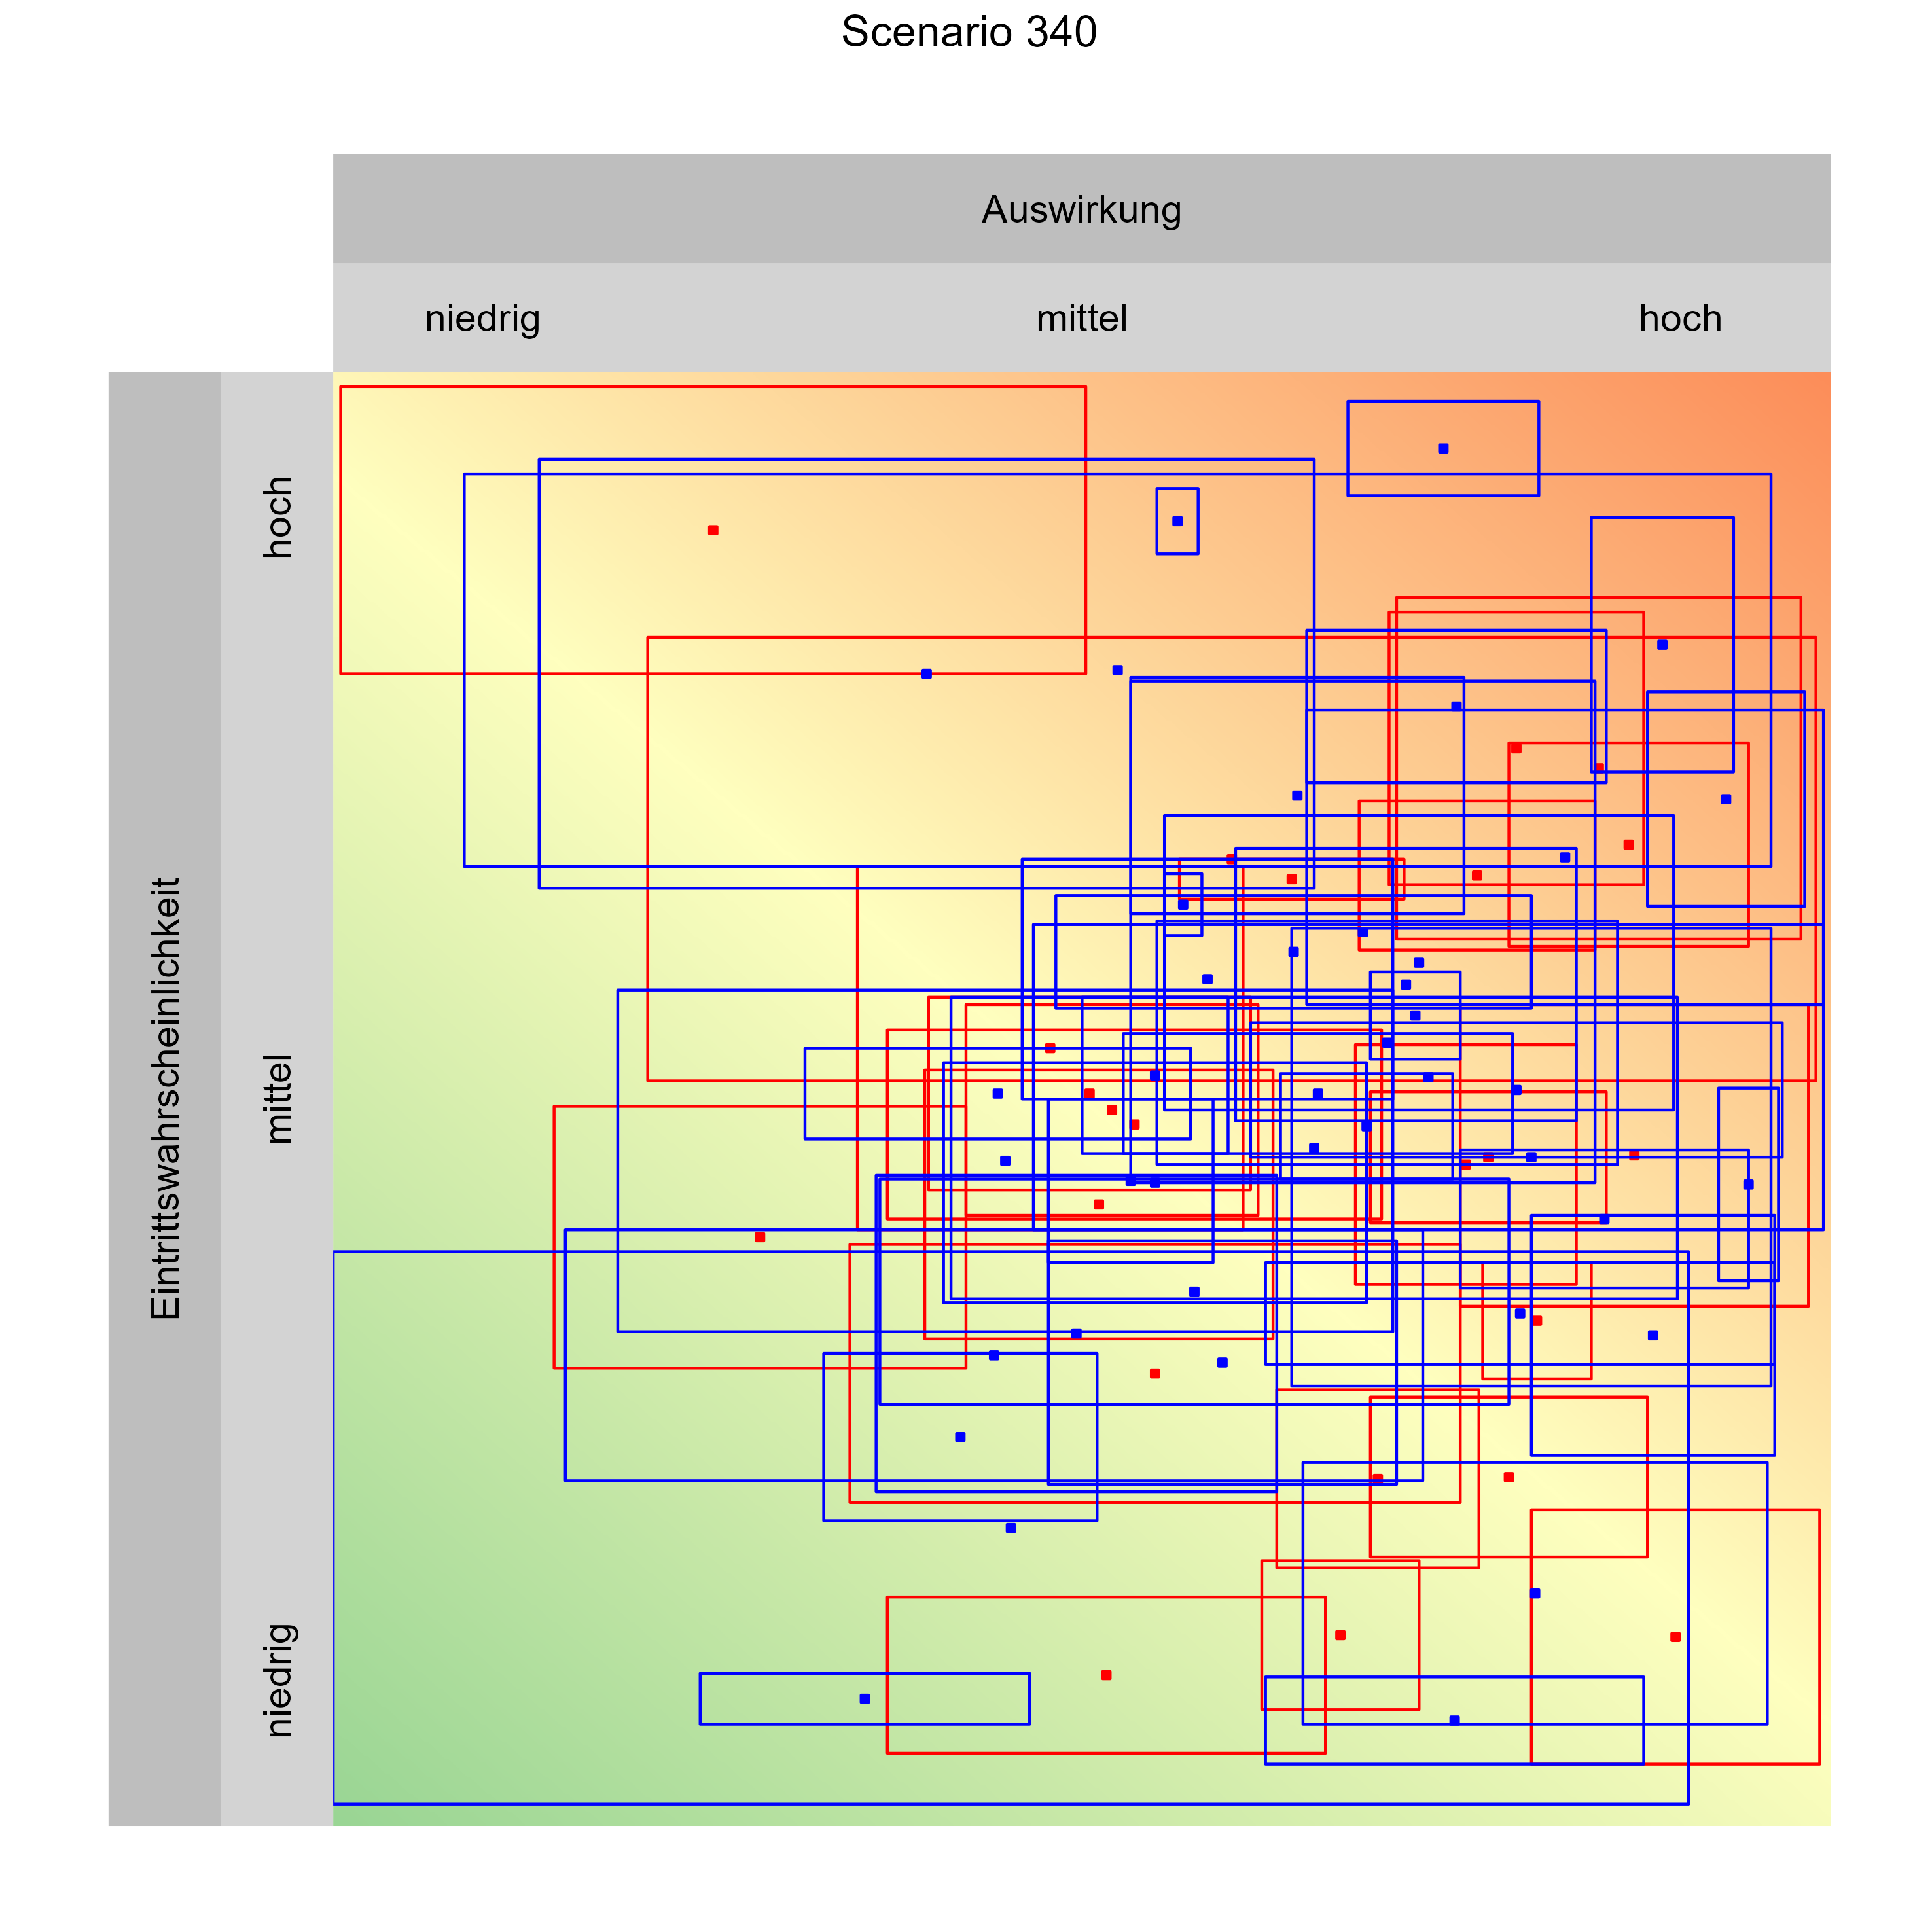 Scenario 340
Auswirkung
niedrig
mittel
hoch
Eintrittswahrscheinlichkeit
hoch
mittel
niedrig